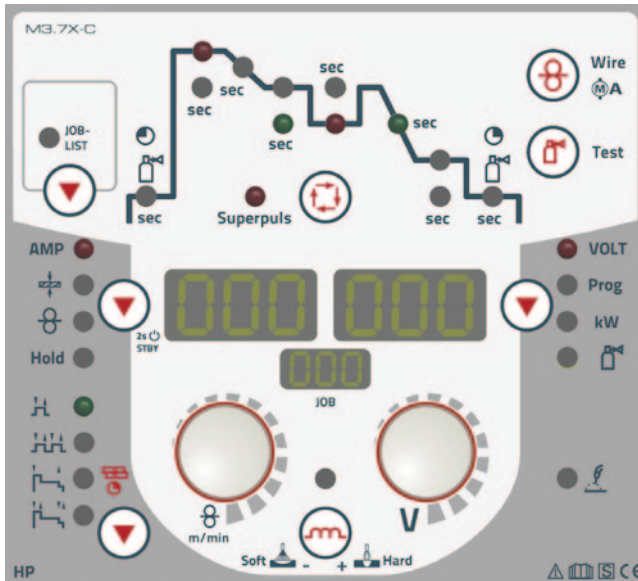 M3.7X-C
sec
Wire
A
sec
sec
JOB-
LIST
sec
sec
Test
sec
Superpuls
sec
sec
AMP
VOLT
Prog
000
000
2s
STBY
kW
Hold
000
JOB
m/min
V
Soft
-
+
Hard
HP
S
CE